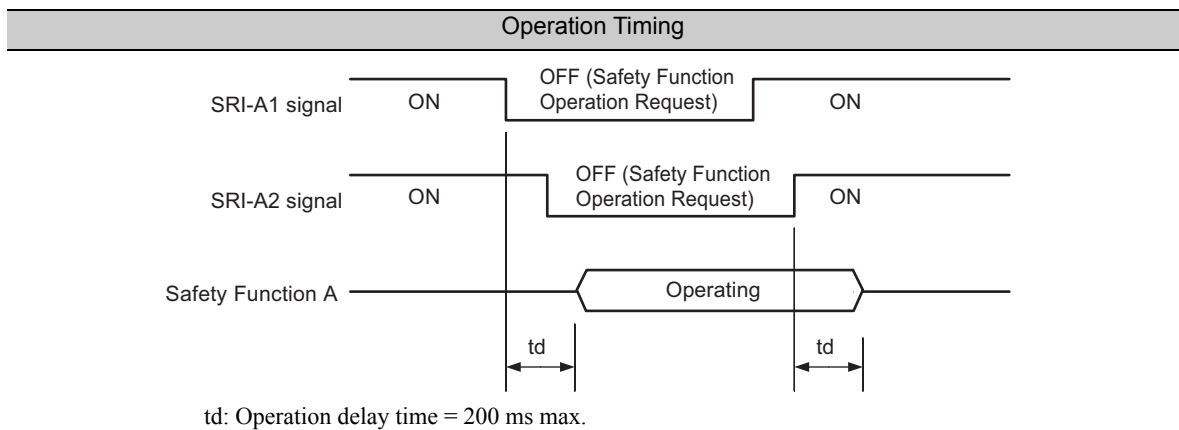 Operation Timing
SRI-A1 signal
ON
OFF (Safety Function
Operation Request)
ON
SRI-A2 signal
ON
OFF (Safety Function
Operation Request)
ON
Safety Function A
Operating
td
td
td: Operation delay time = 200 ms max.